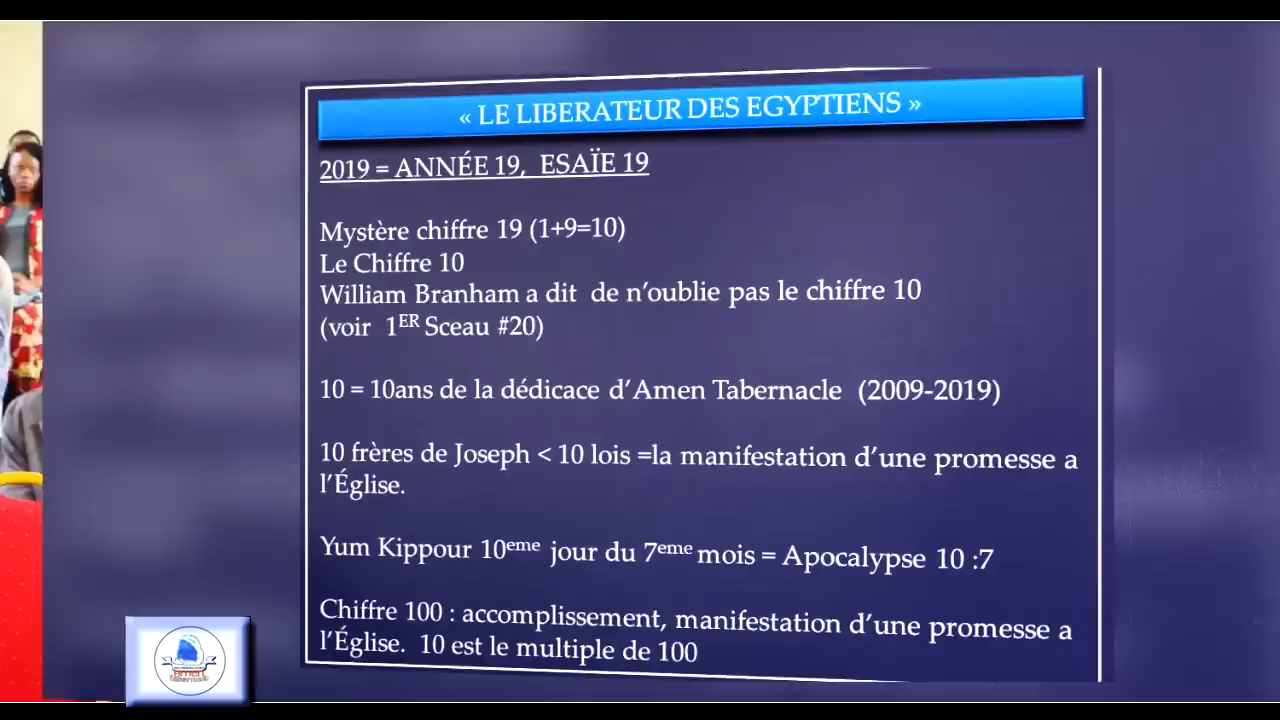 « LE LIBERATEUR DES EGYPTIENS »
2019 = ANNÉE 19, ESAÏE 19
Mystère chiffre 19 (1+9=10)
Le Chiffre 10
William Branham a dit de n’oublie pas le chiffre 10
(voir 1ER Sceau #20)
10 = 10ans de la dédicace d’Amen Tabernacle (2009-2019)
10 frères de Joseph < 10 lois =la manifestation d’une promesse a
l’Église.
Yum Kippour 10eme jour du 7eme mois = Apocalypse 10 :7
Chiffre 100 : accomplissement, manifestation d’une promesse a
l’Église. 10 est le multiple de 100